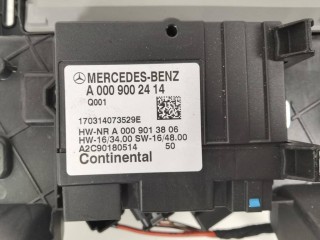 MERCEDES-BENZ
A 000 900 24 14
Q001
170314073529E
HW-NR A 000 901 38 06
HW-16/34.00 SW-16/48.00
A2C90180514 50
Continental